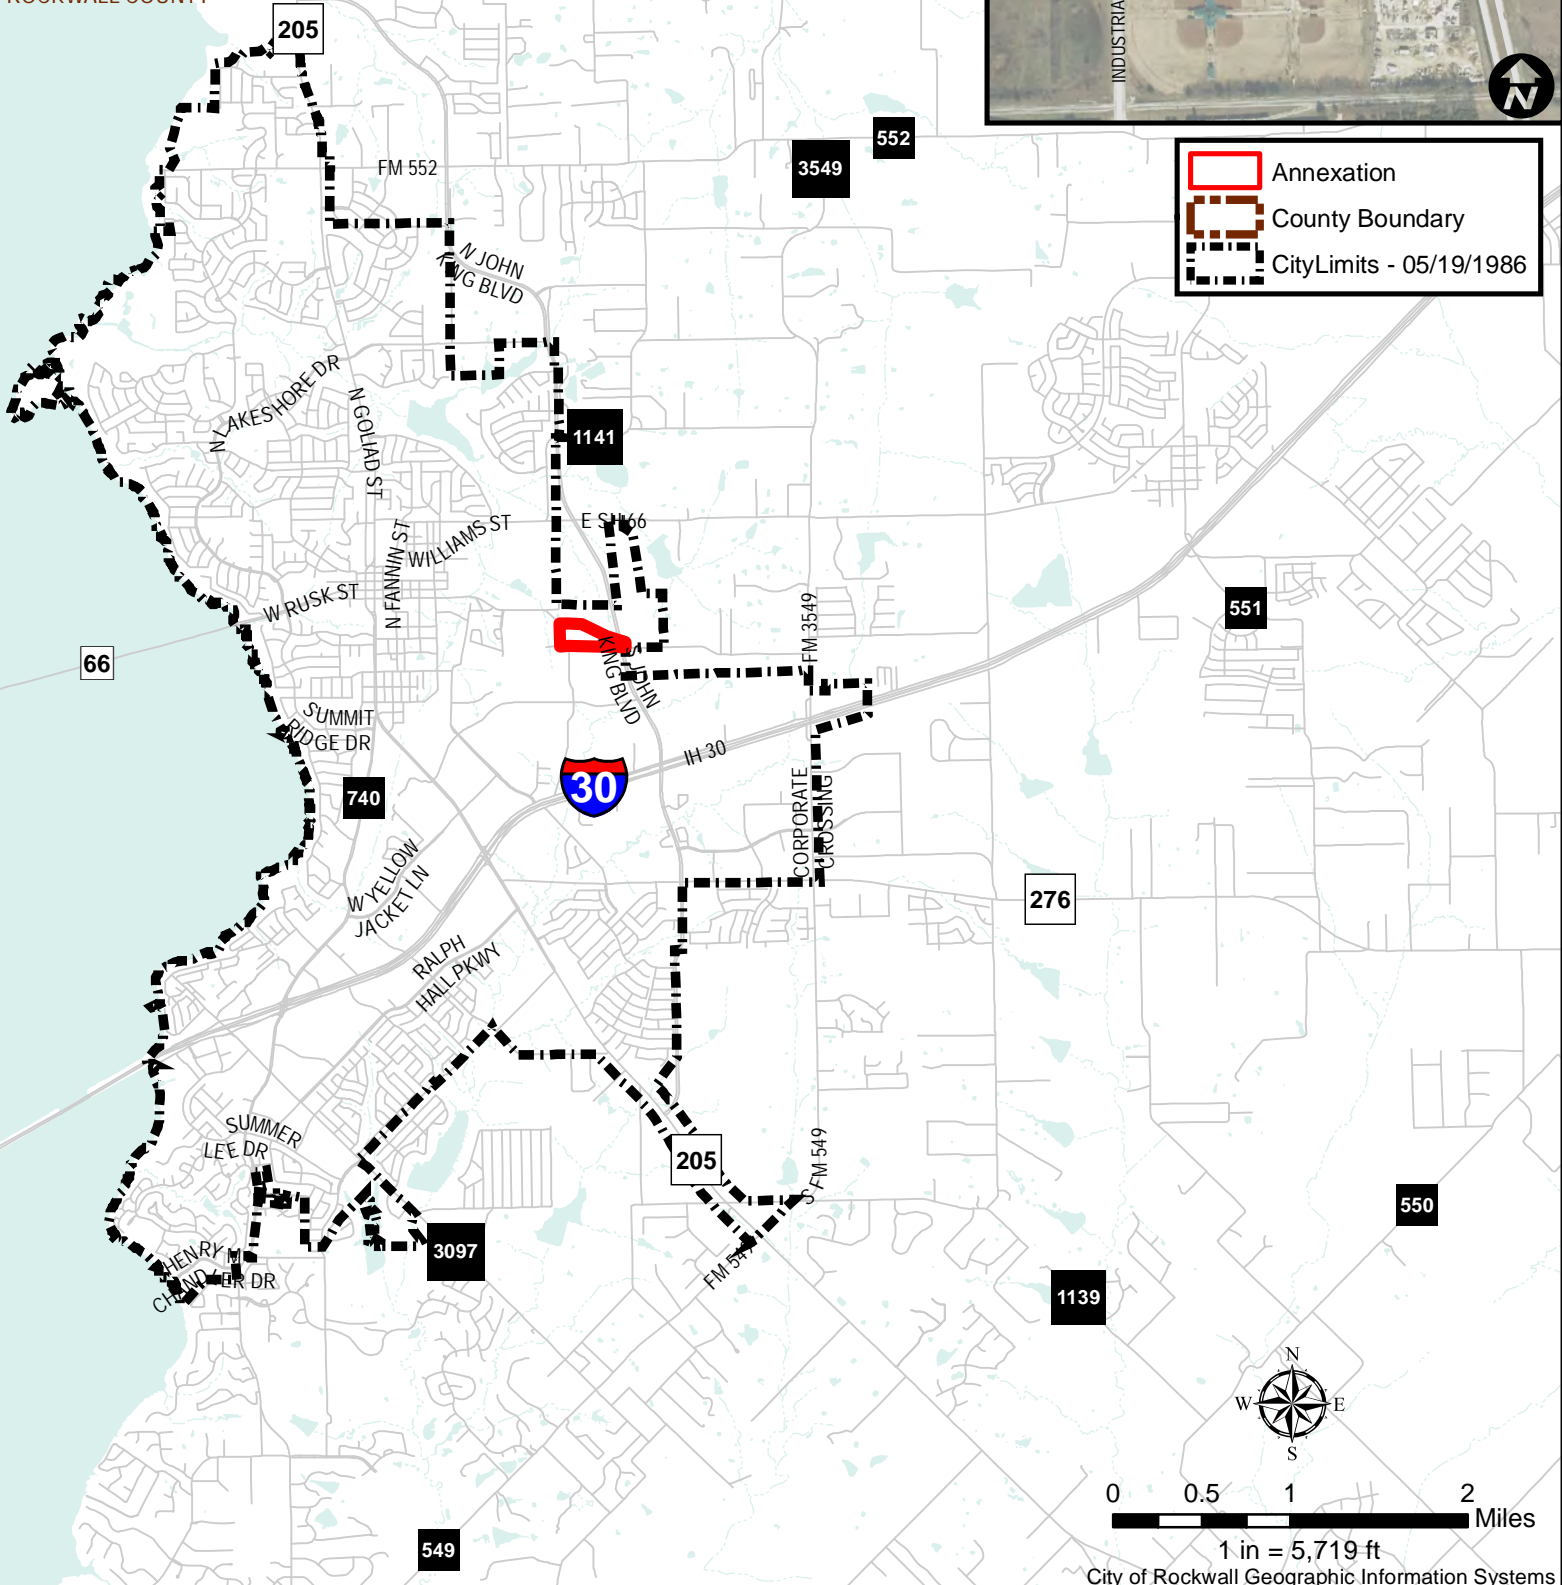 205
INDUSTRIA
N
552
3549
FM 552
Annexation
County Boundary
CityLimits - 05/19/1986
N JOHN
KING BLVD
N LAKESHORE DR
N GOLIAD ST
1141
E SH 66
WILLIAMS ST
N FANNIN ST
W RUSK ST
66
FM 3549
551
S JOHN
KING BLVD
SUMMIT
RIDGE DR
IH 30
30
740
CORPORATE
CROSSING
W YELLOW
JACKET LN
276
RALPH
HALL PKWY
SUMMER
LEE DR
205
S FM 549
550
3097
HENRY M
CHANDLER DR
FM 549
1139
N
W
E
S
0 0.5 1 2
Miles
1 in = 5,719 ft
549
City of Rockwall Geographic Information Systems